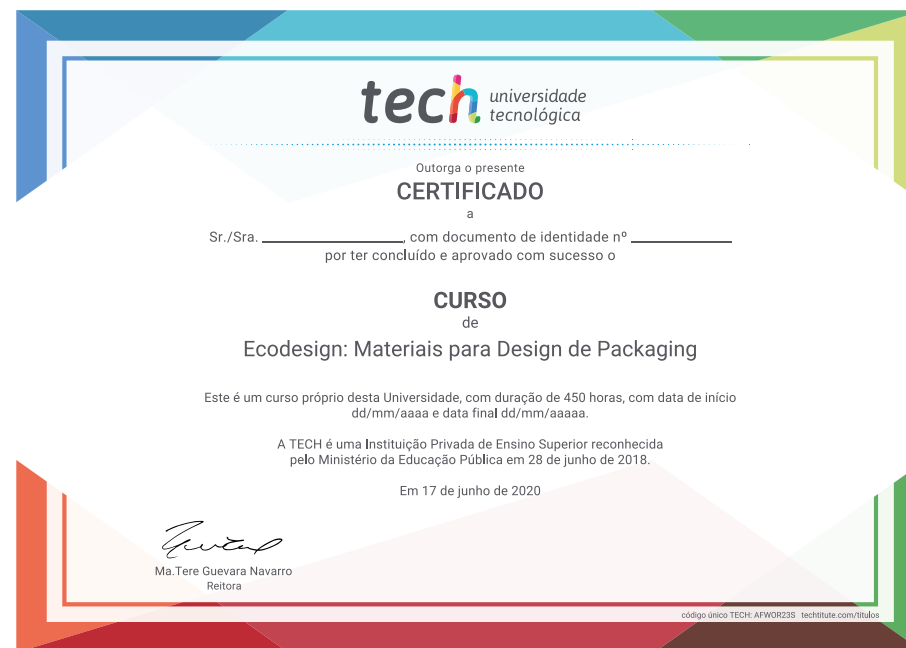 tech universidade
tecnológica
Outorga o presente
CERTIFICADO
a
Sr./Sra. ____________________, com documento de identidade nº ______________
por ter concluído e aprovado com sucesso o
CURSO
de
Ecodesign: Materiais para Design de Packaging
Este é um curso próprio desta Universidade, com duração de 450 horas, com data de início
dd/mm/aaaa e data final dd/mm/aaaaa.
A TECH é uma Instituição Privada de Ensino Superior reconhecida
pelo Ministério da Educação Pública em 28 de junho de 2018.
Em 17 de junho de 2020
Ma.Tere Guevara Navarro
Reitora
código único TECH: AFWOR23S techtitute.com/titulos